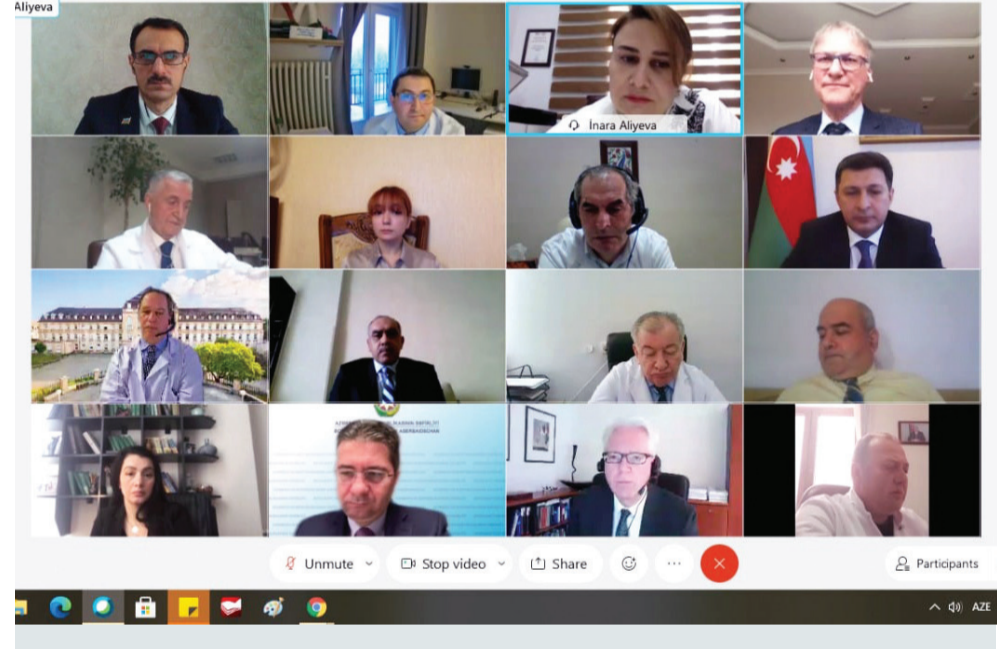 Aliyeva
İnara Aliyeva
Unmute
Stop video
Share
Participants
AZE